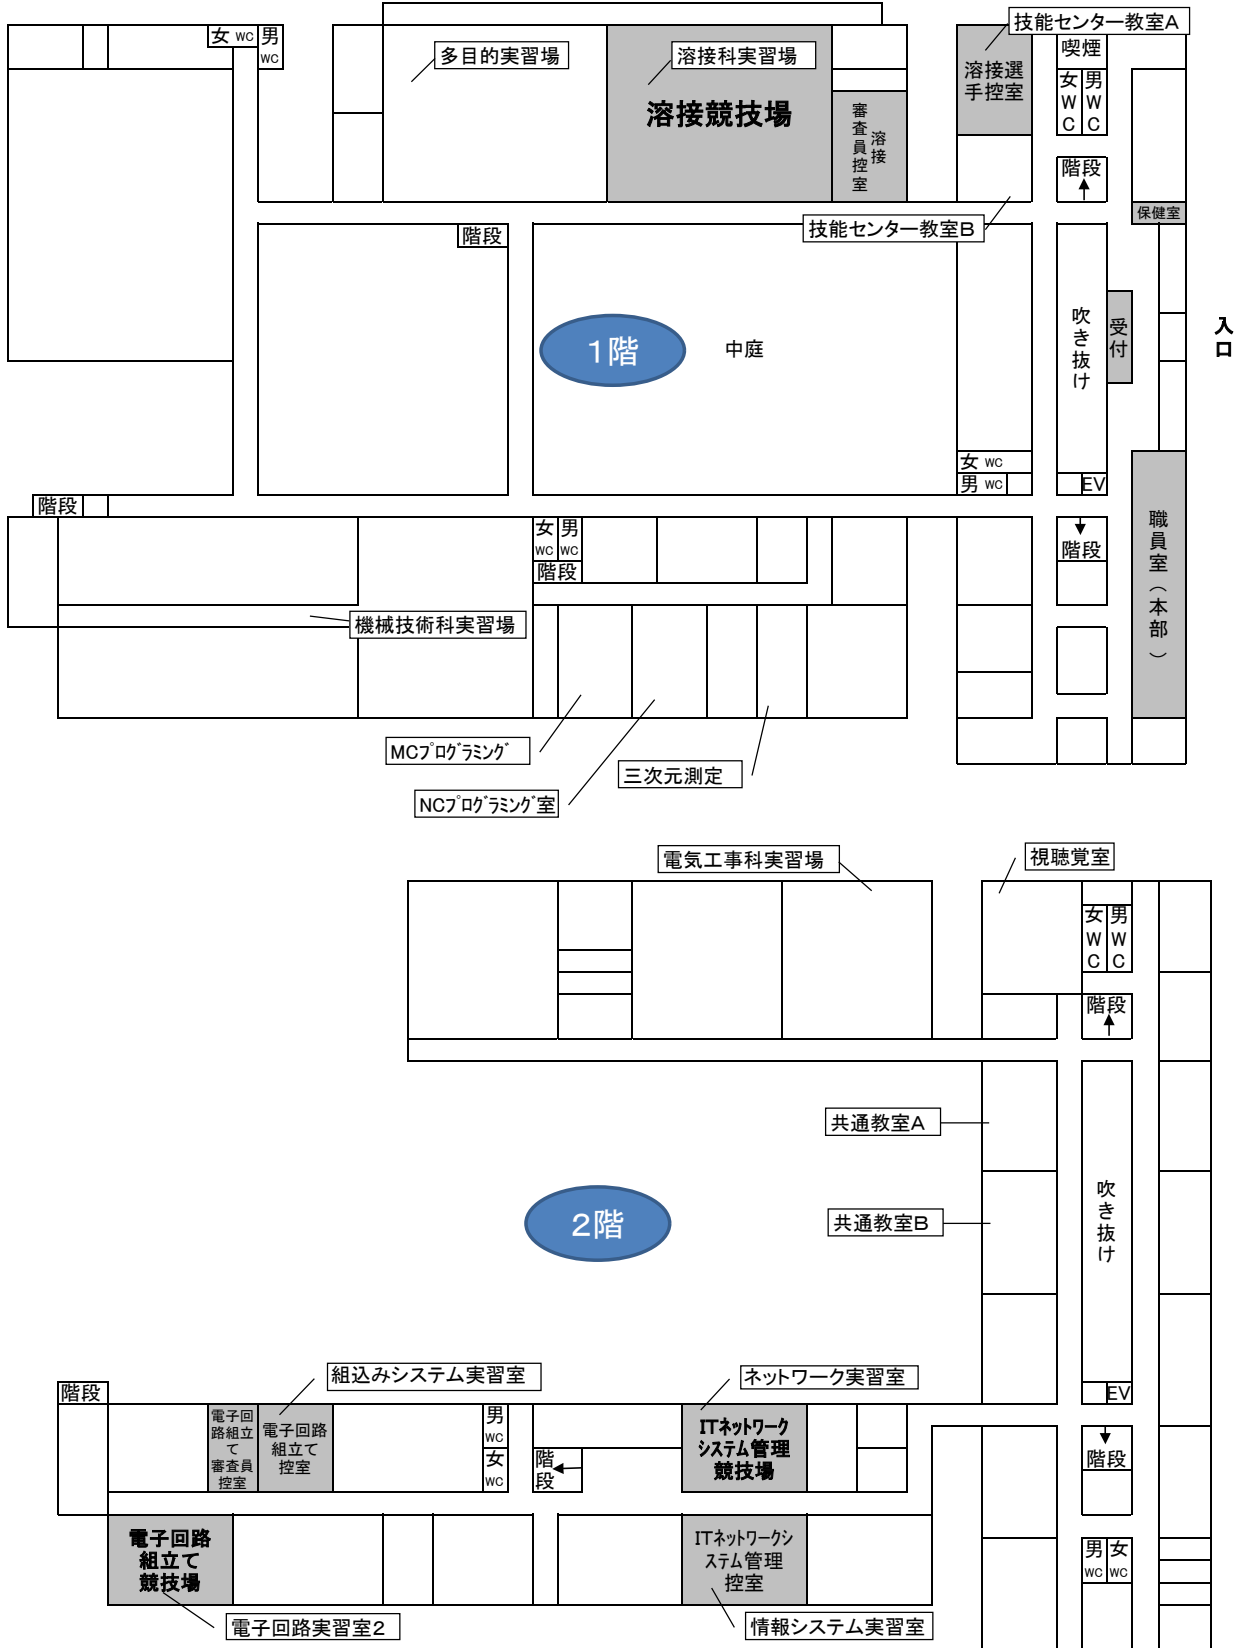 技能センター教室A
女 WC
男
WC
喫煙
多目的実習場
溶接科実習場
溶接選
手控室
女
W
C
男
W
C
溶接競技場
溶接
審査員控室
階段
保健室
技能センター教室B
階段
1階
中庭
吹き抜け
受付
入口
女 WC
男 WC
EV
階段
女
WC
男
WC
階段
階段
職員室(本部)
機械技術科実習場
MCプログラミング
三次元測定
NCプログラミング室
電気工事科実習場
視聴覚室
女
W
C
男
W
C
階段
共通教室A
2階
共通教室B
吹き抜け
組込みシステム実習室
ネットワーク実習室
階段
EV
電子回
路組立
て
審査員
控室
電子回路
組立て
控室
男
WC
女
WC
階
段
ITネットワーク
システム管理
競技場
階段
電子回路
組立て
競技場
ITネットワークシ
ステム管理
控室
男
WC
女
WC
電子回路実習室2
情報システム実習室